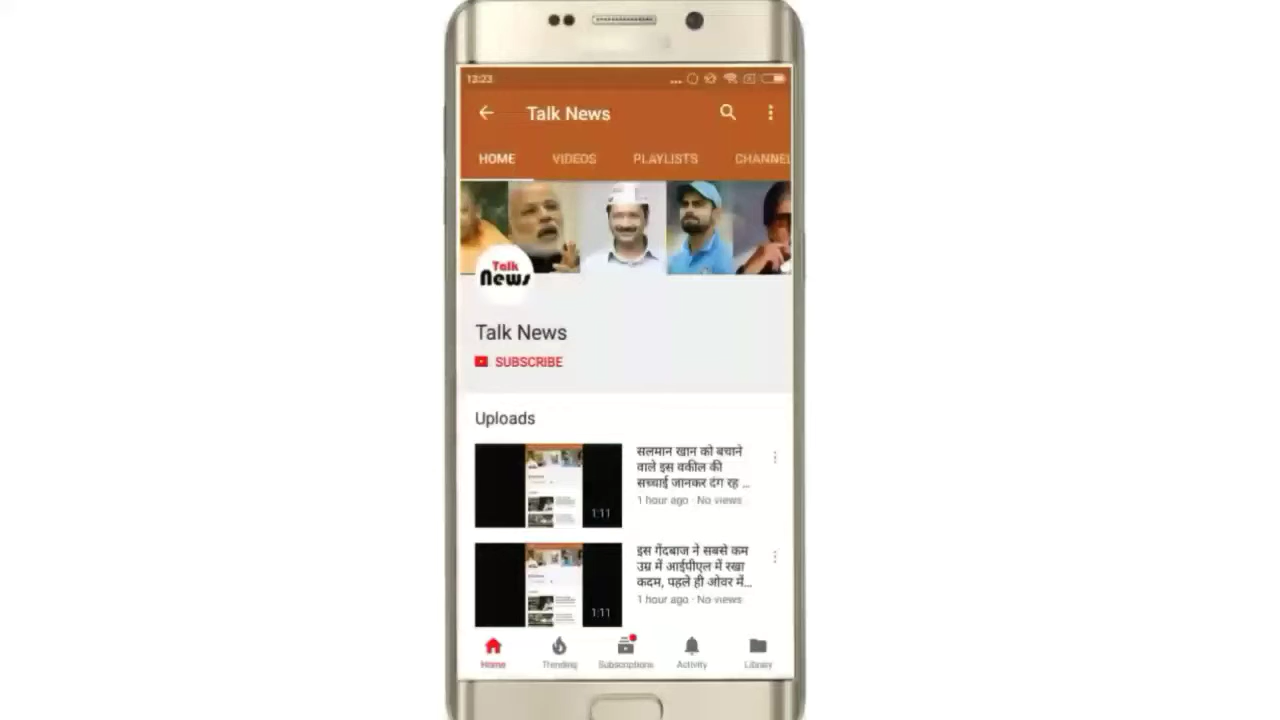 12:23
Talk News
HOME VIDEOS PLAYLISTS CHANNEL
Talk
News
Talk News
SUBSCRIBE
Uploads
सलमान खान को बचाने
वाले इस वकील की
सच्चाई जानकर दंग रह ...
1 hour ago · No views
1:11
इस गेंदबाज ने सबसे कम
उम्र में आईपीएल में रखा
कदम, पहले ही ओवर में...
1 hour ago · No views
1:11
Home Trending Subscriptions Activity Library